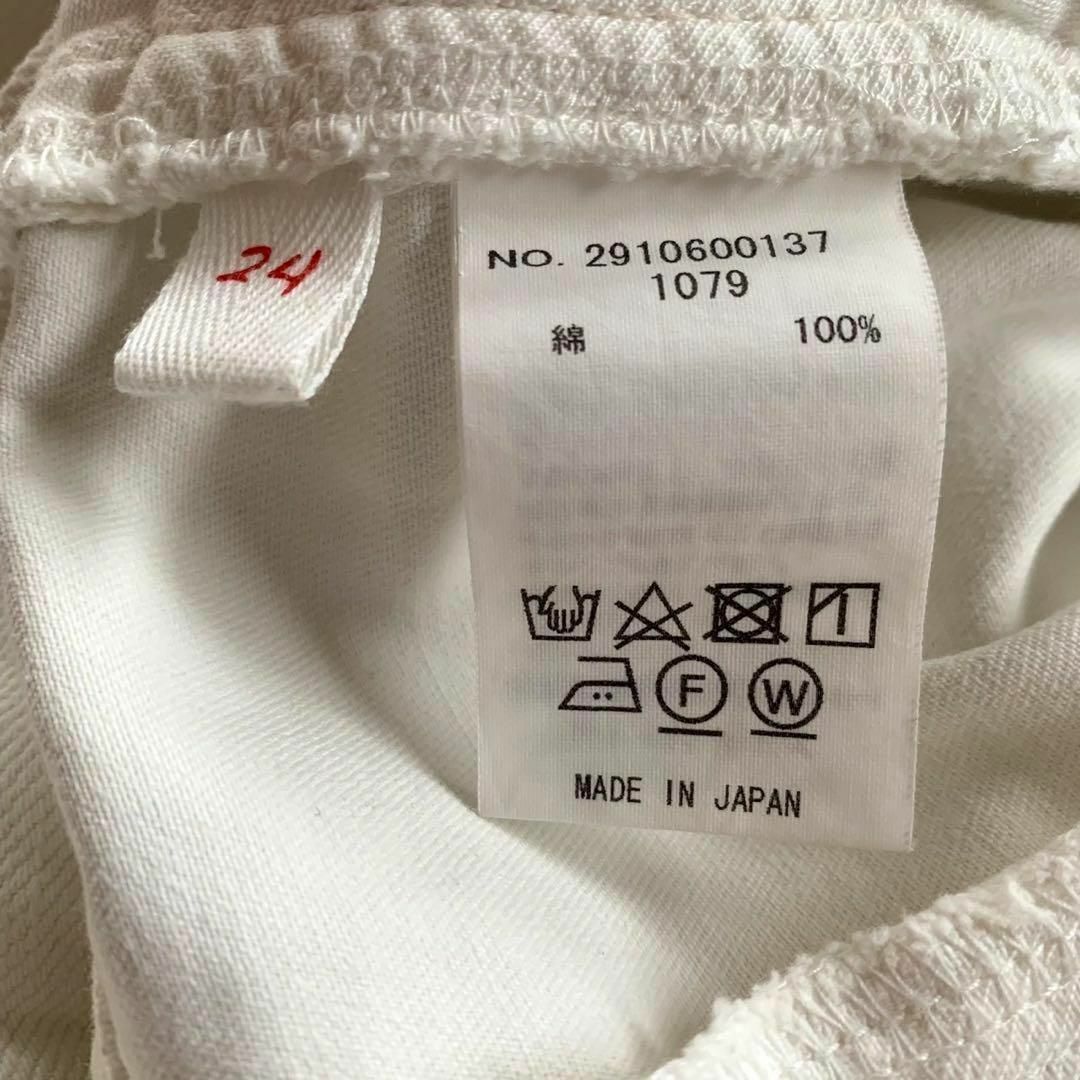 24
NO. 2910600137
1079
綿 100%
F W
MADE IN JAPAN